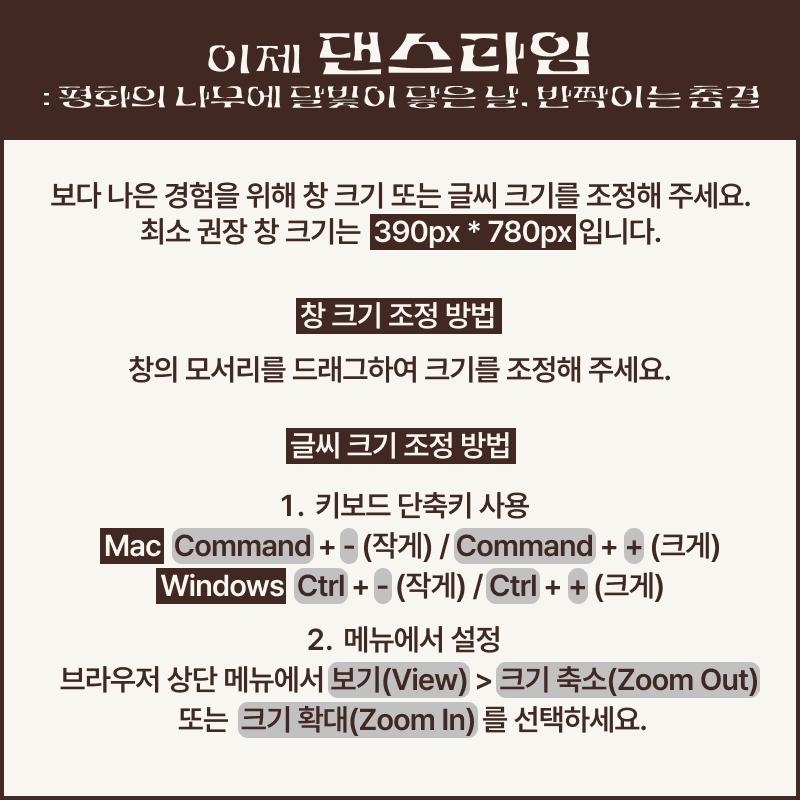 이제 댄스타임
: 평화의 나무에 달빛이 닿은 날, 반짝이는 춤결
보다 나은 경험을 위해 창 크기 또는 글씨 크기를 조정해 주세요.
최소 권장 창 크기는 390px * 780px 입니다.
창 크기 조정 방법
창의 모서리를 드래그하여 크기를 조정해 주세요.
글씨 크기 조정 방법
1. 키보드 단축키 사용
Mac Command + - (작게) / Command + + (크게)
Windows Ctrl + - (작게) / Ctrl + + (크게)
2. 메뉴에서 설정
브라우저 상단 메뉴에서 보기(View) > 크기 축소(Zoom Out)
또는 크기 확대(Zoom In) 를 선택하세요.